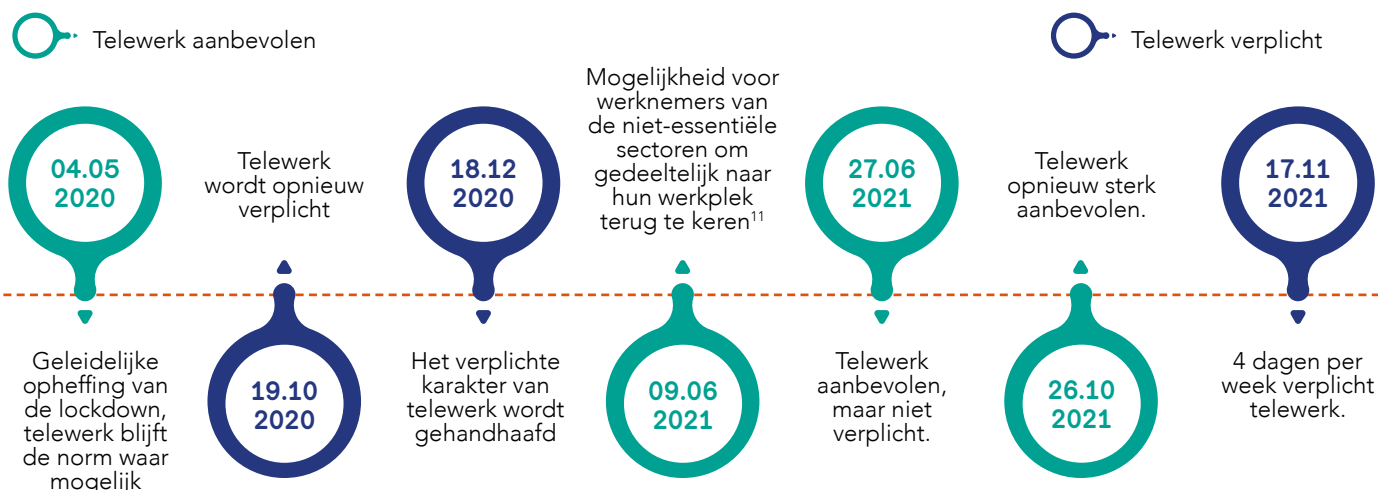 Telewerk aanbevolen
Telewerk verplicht
04.05
2020
Geleidelijke
opheffing van
de lockdown,
telewerk blijft
de norm waar
mogelijk
Telewerk
wordt opnieuw
verplicht
19.10
2020
18.12
2020
Het verplichte
karakter van
telewerk wordt
gehandhaafd
Mogelijkheid voor
werknemers van
de niet-essentiële
sectoren om
gedeeltelijk naar
hun werkplek
terug te keren¹¹
09.06
2021
27.06
2021
Telewerk
aanbevolen,
maar niet
verplicht.
Telewerk
opnieuw sterk
aanbevolen.
26.10
2021
17.11
2021
4 dagen per
week verplicht
telewerk.